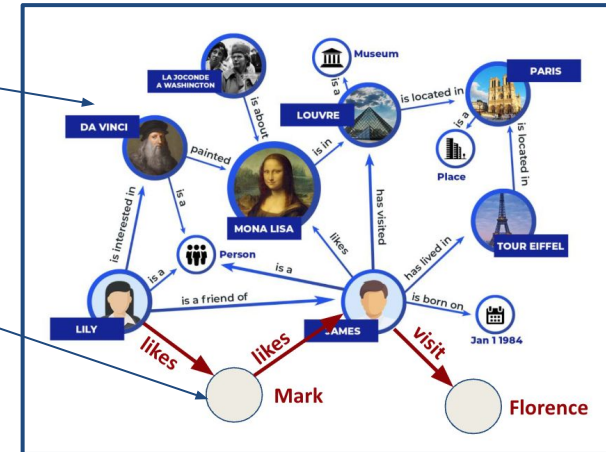 LA JOCONDE
A WASHINGTON
Museum
is a
PARIS
LOUVRE
is located in
DA VINCI
is about
painted
is in
is a
Place
is located in
is interested in
is a
MONA LISA
has visited
TOUR EIFFEL
Person
likes
has lived in
is a
is a
is a friend of
is born on
LILY
JAMES
Jan 1 1984
likes
likes
visit
Mark
Florence